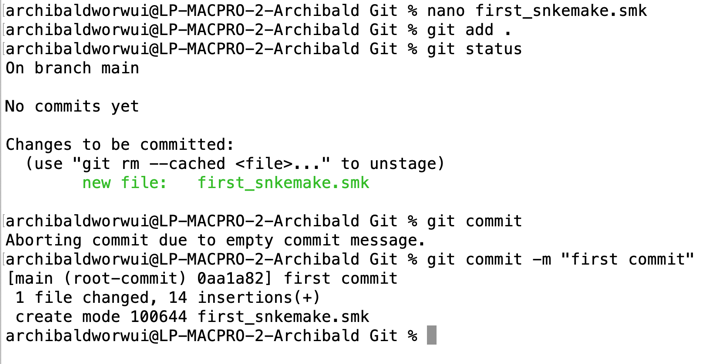 archibaldworwui@LP-MACPRO-2-Archibald Git % nano first_snkemake.smk
archibaldworwui@LP-MACPRO-2-Archibald Git % git add .
archibaldworwui@LP-MACPRO-2-Archibald Git % git status
On branch main
No commits yet
Changes to be committed:
(use "git rm --cached <file>..." to unstage)
new file: first_snkemake.smk
archibaldworwui@LP-MACPRO-2-Archibald Git % git commit
Aborting commit due to empty commit message.
archibaldworwui@LP-MACPRO-2-Archibald Git % git commit -m "first commit"
[main (root-commit) 0aa1a82] first commit
1 file changed, 14 insertions(+)
create mode 100644 first_snkemake.smk
archibaldworwui@LP-MACPRO-2-Archibald Git %